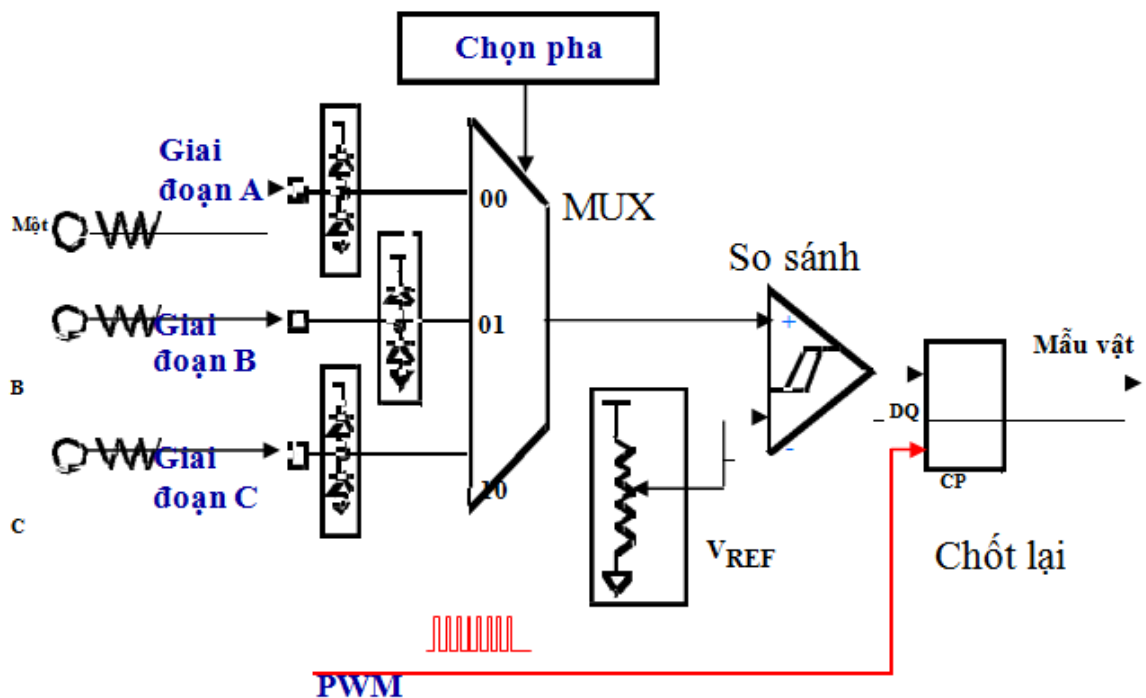 Chọn pha
Giai
đoạn A
00
MUX
Một
So sánh
Giai
đoạn B
01
+
Mẫu vật
B
DQ
Giai
đoạn C
-
10
CP
C
VREF
Chốt lại
PWM